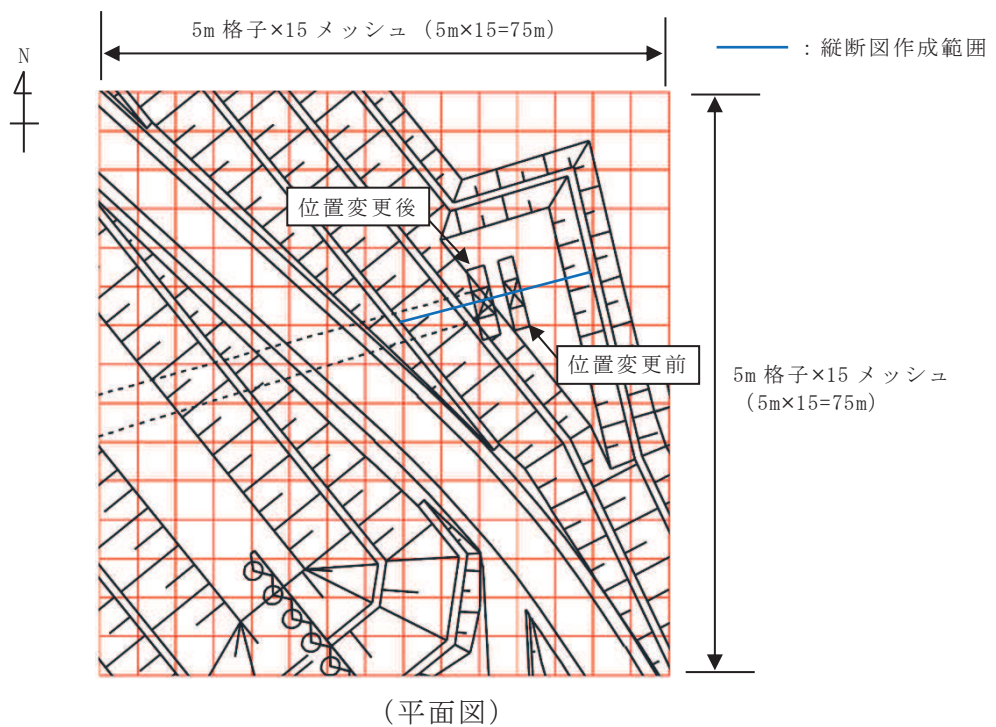 5m 格子×15 メッシュ（5m×15=75m）
N
：縦断図作成範囲
位置変更後
位置変更前
5m 格子×15 メッシュ
（5m×15=75m）
（平面図）